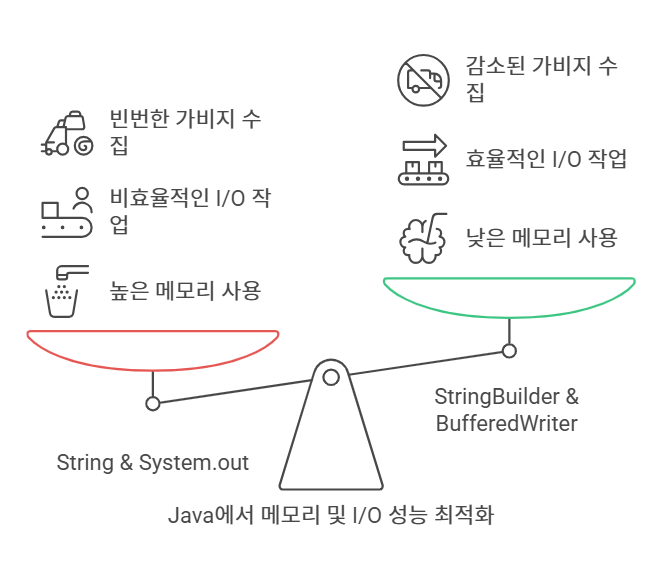 빈번한 가비지 수
집
비효율적인 I/O 작
업
높은 메모리 사용
String & System.out
감소된 가비지 수
집
효율적인 I/O 작업
낮은 메모리 사용
StringBuilder &
BufferedWriter
Java에서 메모리 및 I/O 성능 최적화